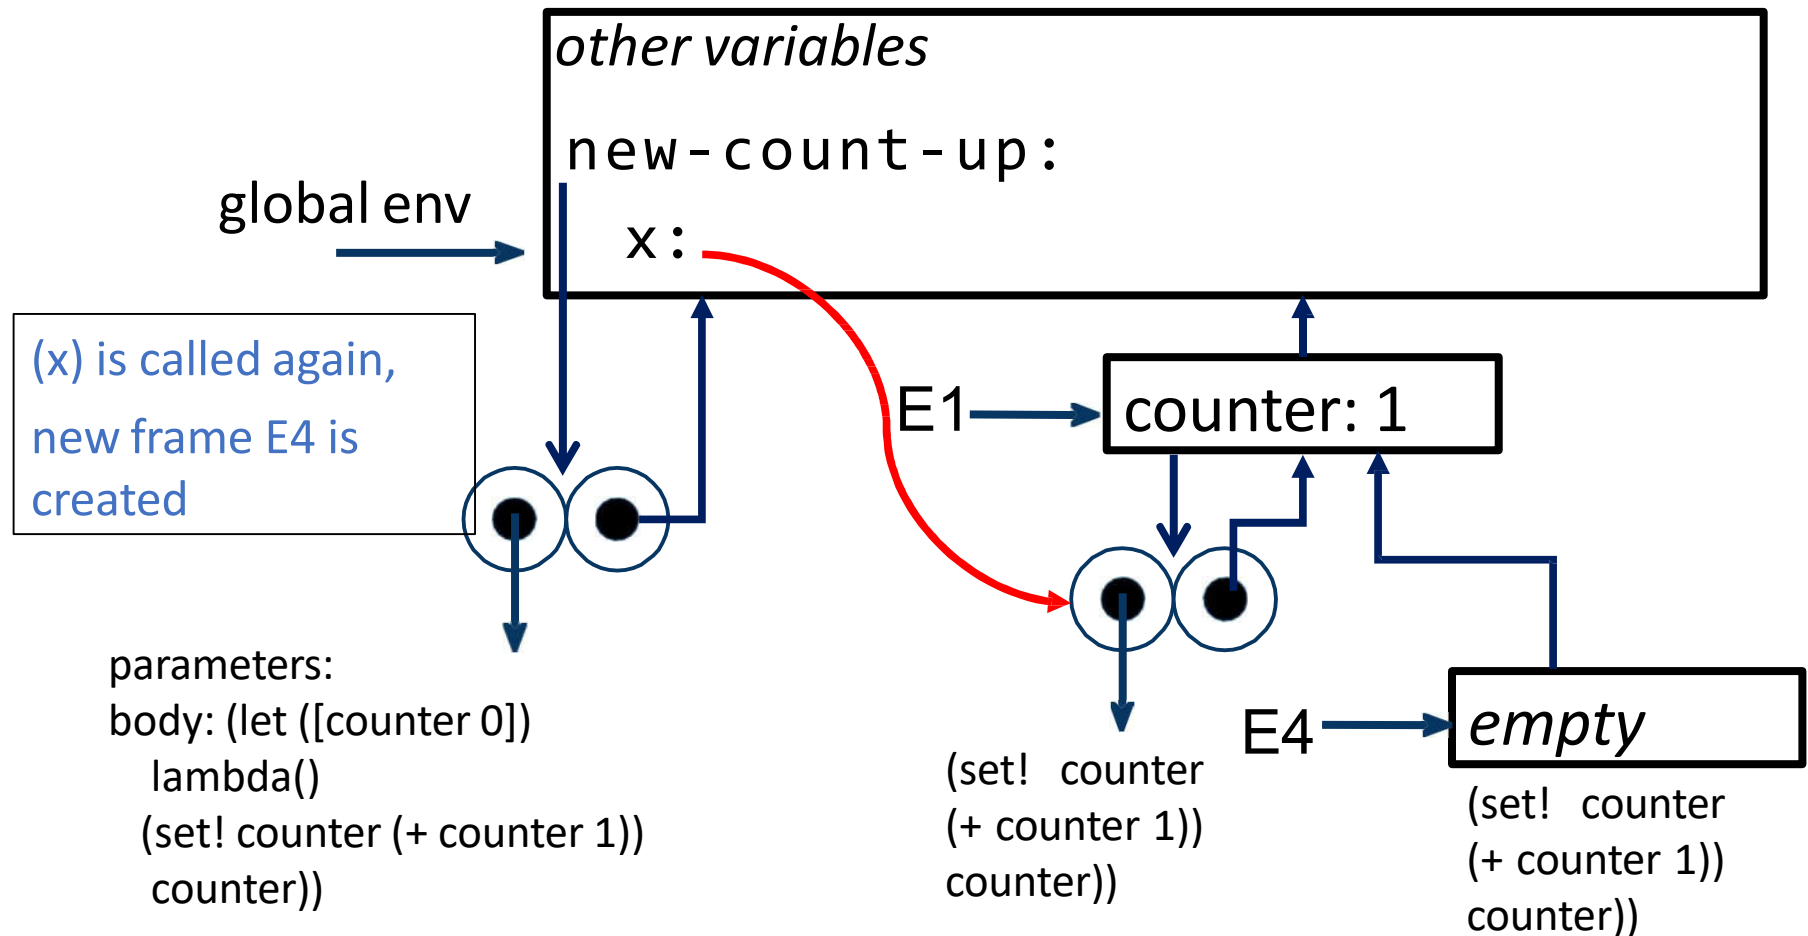 other variables
new-count-up:
global env
x:
(x) is called again,
new frame E4 is
created
E1
counter: 1
parameters:
body: (let ([counter 0])
lambda()
(set! counter (+ counter 1))
counter))
(set! counter
(+ counter 1))
counter))
E4
empty
(set! counter
(+ counter 1))
counter))